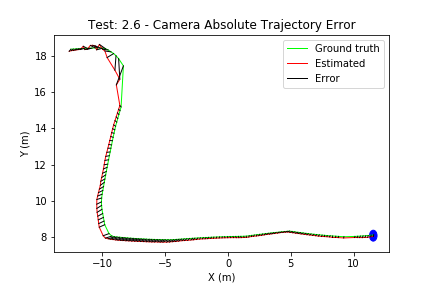 Test: 2.6 - Camera Absolute Trajectory Error
Ground truth
Estimated
Error
18
16
14
12
10
8
Y (m)
−10
−5
0
5
10
X (m)